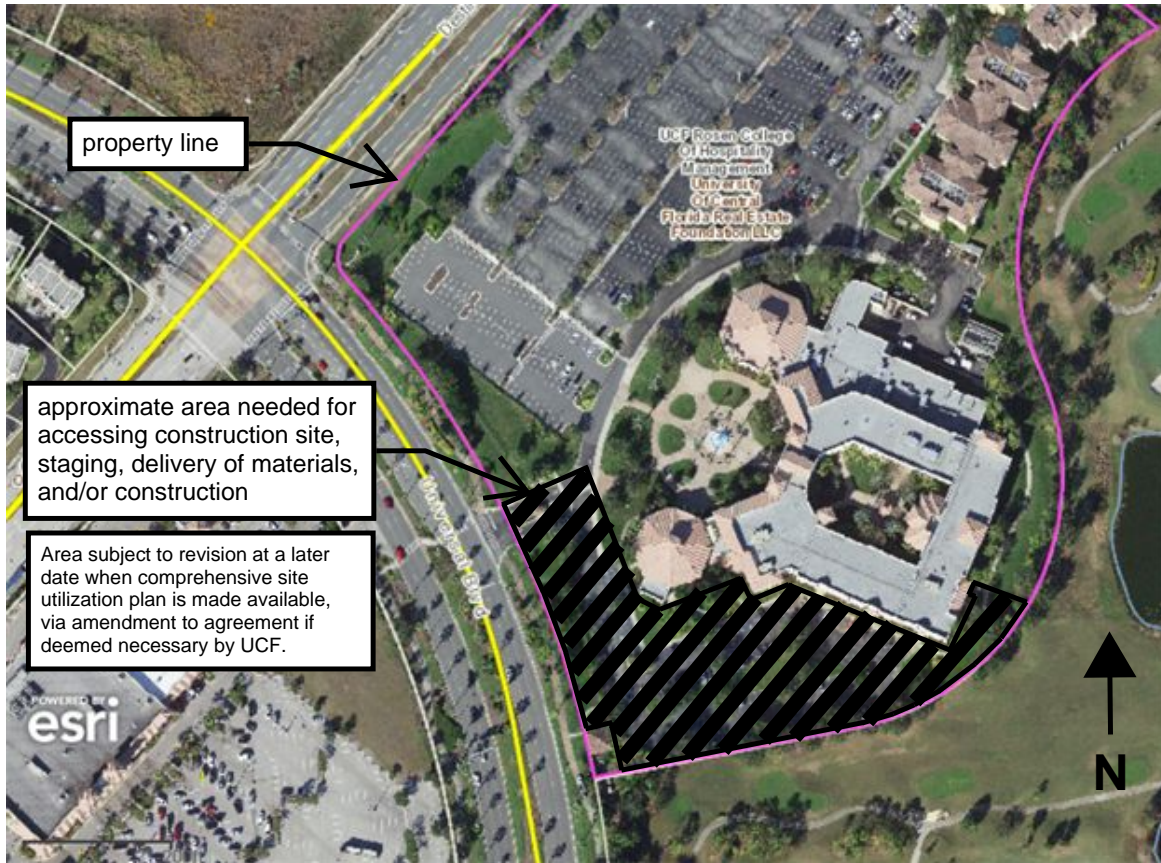 property line
UCF Rosen College
Of Hospitality
Management
University
Of Central
Florida Real Estate
Foundation LLC
approximate area needed for
accessing construction site,
staging, delivery of materials,
and/or construction
Universal Blvd
Area subject to revision at a later
date when comprehensive site
utilization plan is made available,
via amendment to agreement if
deemed necessary by UCF.
POWERED BY
esri
N